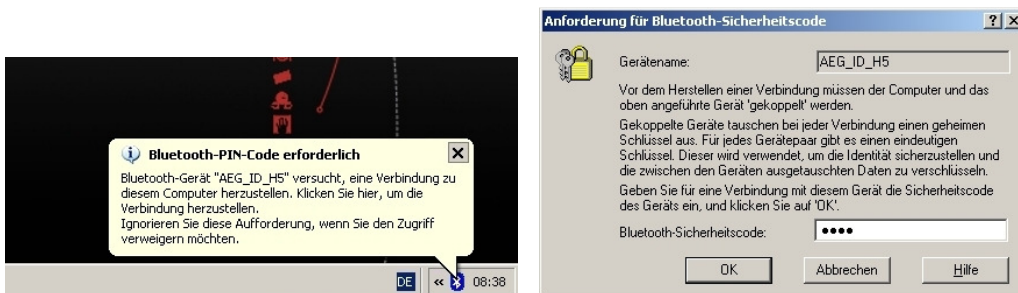 Bluetooth-PIN-Code erforderlich
Bluetooth-Gerät "AEG_ID_H5" versucht, eine Verbindung zu
diesem Computer herzustellen. Klicken Sie hier, um die
Verbindung herzustellen.
Ignorieren Sie diese Aufforderung, wenn Sie den Zugriff
verweigern möchten.
DE « 08:38
Anforderung für Bluetooth-Sicherheitscode
Gerätename: AEG_ID_H5
Vor dem Herstellen einer Verbindung müssen der Computer und das
oben angeführte Gerät 'gekoppelt' werden.
Gekoppelte Geräte tauschen bei jeder Verbindung einen geheimen
Schlüssel aus. Für jedes Gerätepaar gibt es einen eindeutigen
Schlüssel. Dieser wird verwendet, um die Identität sicherzustellen und
die zwischen den Geräten ausgetauschten Daten zu verschlüsseln.
Geben Sie für eine Verbindung mit diesem Gerät die Sicherheitscode
des Geräts ein, und klicken Sie auf 'OK'.
Bluetooth-Sicherheitscode: ••••
OK Abbrechen Hilfe